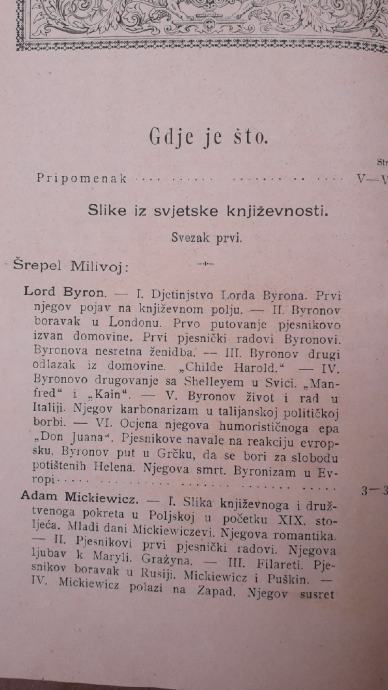 Gdje je što.
Str
Pripomenak V—V
Slike iz svjetske književnosti.
Svezak prvi.
Šrepel Milivoj:
Lord Byron. — I. Djetinjstvo Lorda Byrona. Prvi
njegov pojav na književnom polju. — II. Byronov
boravak u Londonu. Prvo putovanje pjesnikovo
izvan domovine. Prvi pjesnički radovi Byronovi.
Byronova nesretna ženidba. — III. Byronov drugi
odlazak iz domovine. „Childe Harold.“ — IV.
Byronovo drugovanje sa Shelleyem u Svici. „Man-
fred“ i „Kain“. — V. Byronov život i rad u
Italiji. Njegov karbonarizam u talijanskoj političkoj
borbi. — VI. Ocjena njegova humorističnoga epa
„Don Juana“. Pjesnikove navale na reakciju evrop-
sku. Byronov put u Grčku, da se bori za slobodu
potištenih Helena. Njegova smrt. Byronizam u Ev-
ropi 3—3
Adam Mickiewicz. — I. Slika književnoga i druž-
tvenoga pokreta u Poljskoj u početku XIX. sto-
ljeća. Mladi dani Mickiewiczevi. Njegova romantika.
— II. Pjesnikovi prvi pjesnički radovi. Njegova
ljubav k Maryli. Gražyna. — III. Filareti. Pje-
snikov boravak u Rusiji. Mickiewicz i Puškin. —
IV. Mickiewicz polazi na Zapad. Njegov susret